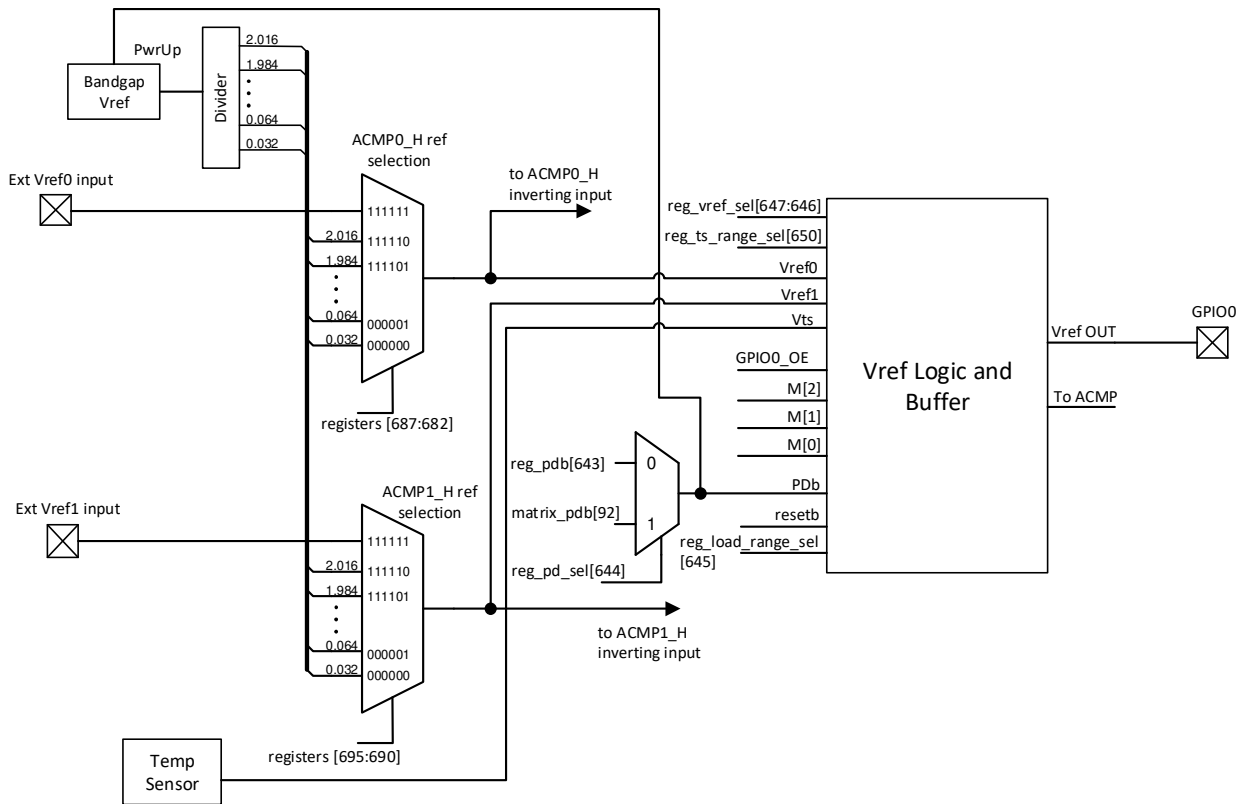 PwrUp
Bandgap
Vref
Divider
2.016
1.984
0.064
0.032
Ext Vref0 input
ACMP0_H ref
selection
111111
2.016
111110
1.984
111101
0.064
000001
0.032
000000
registers [687:682]
to ACMP0_H
inverting input
Ext Vref1 input
ACMP1_H ref
selection
111111
2.016
111110
1.984
111101
0.064
000001
0.032
000000
registers [695:690]
to ACMP1_H
inverting input
Temp
Sensor
reg_pdb[643]
0
matrix_pdb[92]
1
reg_pd_sel[644]
reg_vref_sel[647:646]
reg_ts_range_sel[650]
Vref0
Vref1
Vts
GPIO0_OE
M[2]
M[1]
M[0]
PDb
resetb
reg_load_range_sel
[645]
Vref Logic and
Buffer
Vref OUT
To ACMP
GPIO0